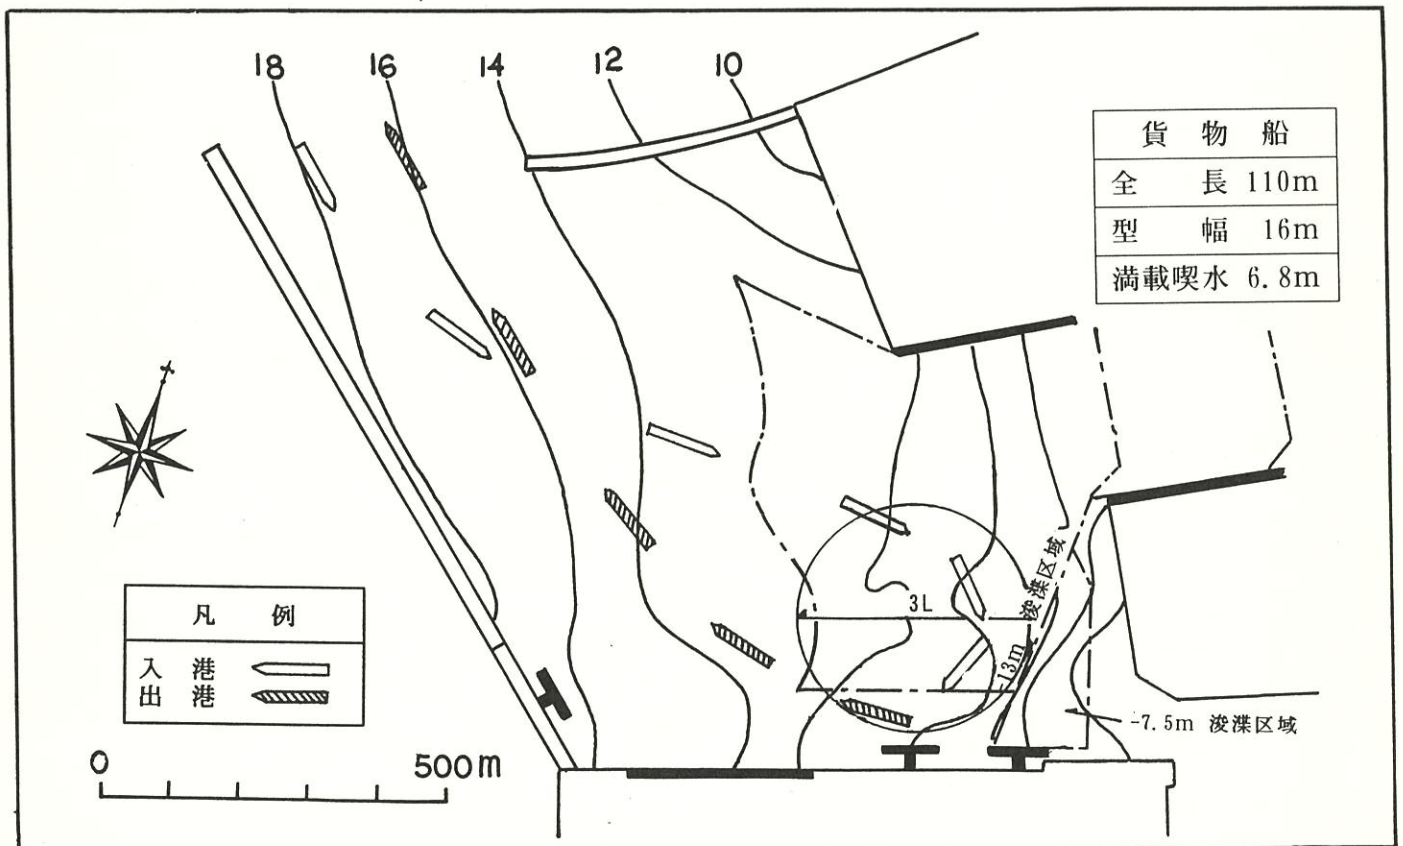 18 16 14 12 10
貨物船
全長 110m
型幅 16m
満載喫水 6.8m
凡例
入港
出港
0 500m
3L
浚渫区域
-13m
-7.5m 浚渫区域